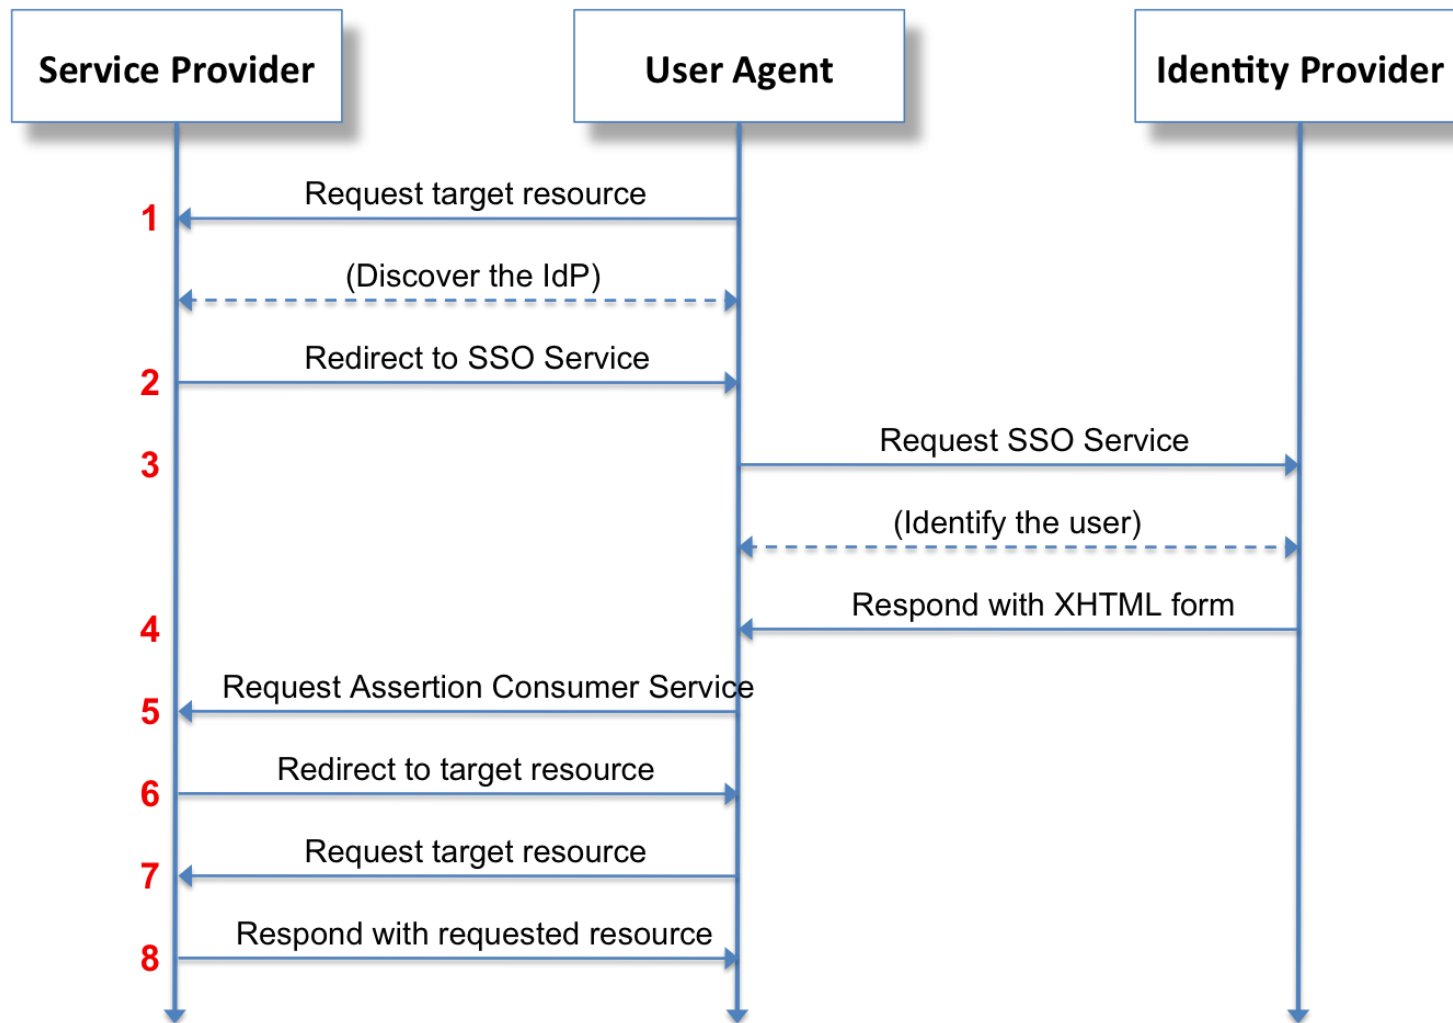 Service Provider
User Agent
Identity Provider
Request target resource
1
(Discover the IdP)
Redirect to SSO Service
2
Request SSO Service
3
(Identify the user)
Respond with XHTML form
4
Request Assertion Consumer Service
5
Redirect to target resource
6
Request target resource
7
Respond with requested resource
8